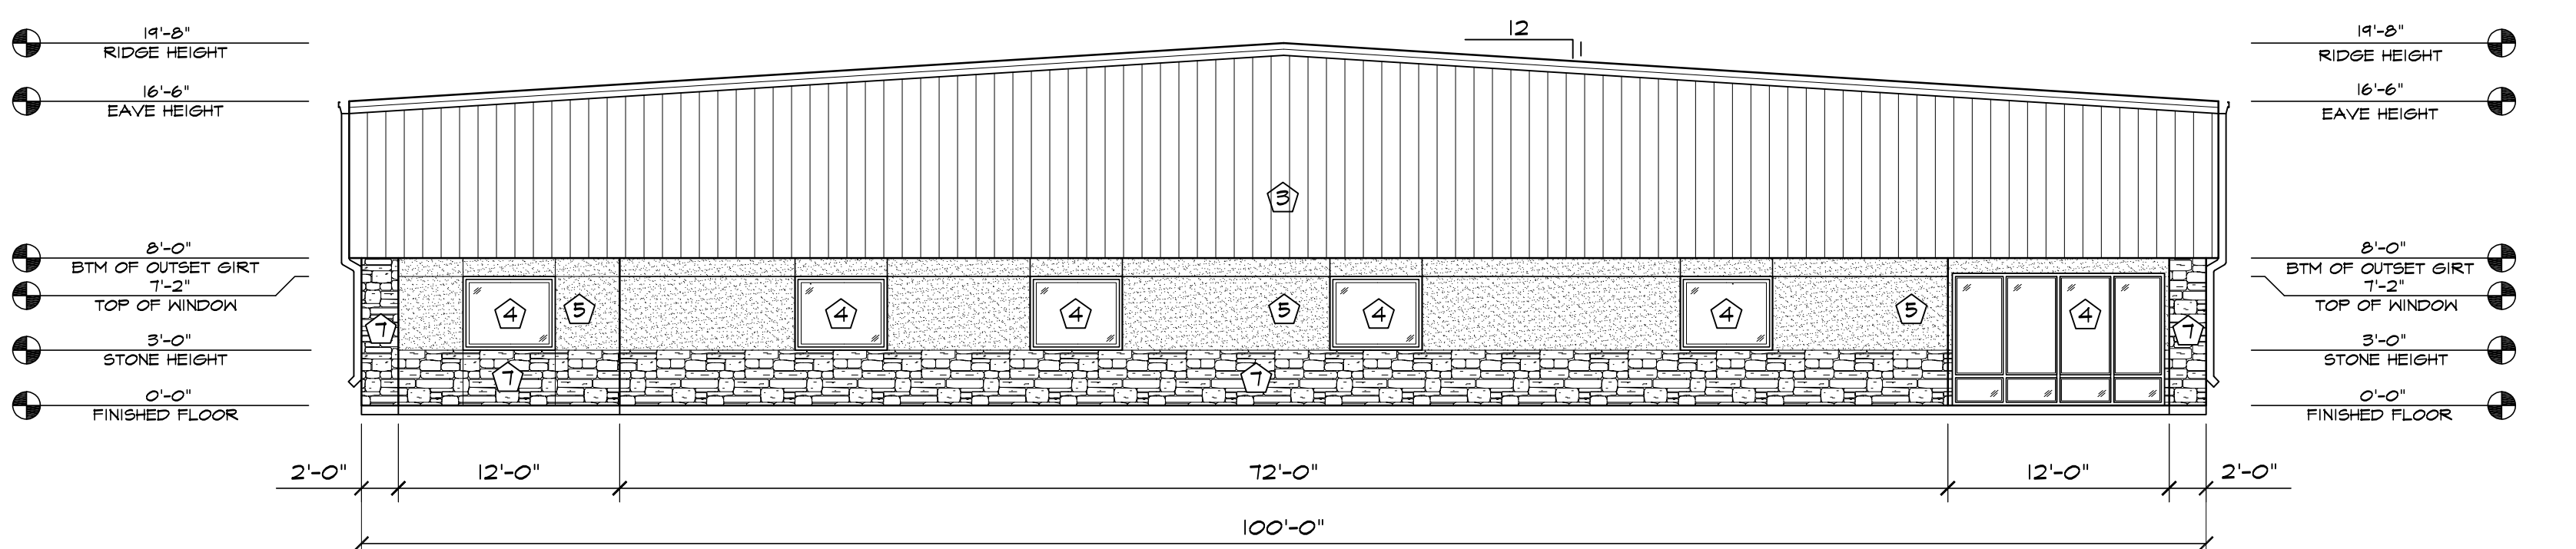 19'-8"
RIDGE HEIGHT
16'-6"
EAVE HEIGHT
8'-0"
BTM OF OUTSET GIRT
7'-2"
TOP OF WINDOW
3'-0"
STONE HEIGHT
0'-0"
FINISHED FLOOR
12
1
3
7
4
5
4
4
5
4
4
5
4
7
7
7
19'-8"
RIDGE HEIGHT
16'-6"
EAVE HEIGHT
8'-0"
BTM OF OUTSET GIRT
7'-2"
TOP OF WINDOW
3'-0"
STONE HEIGHT
0'-0"
FINISHED FLOOR
2'-0" 12'-0" 72'-0" 12'-0" 2'-0"
100'-0"